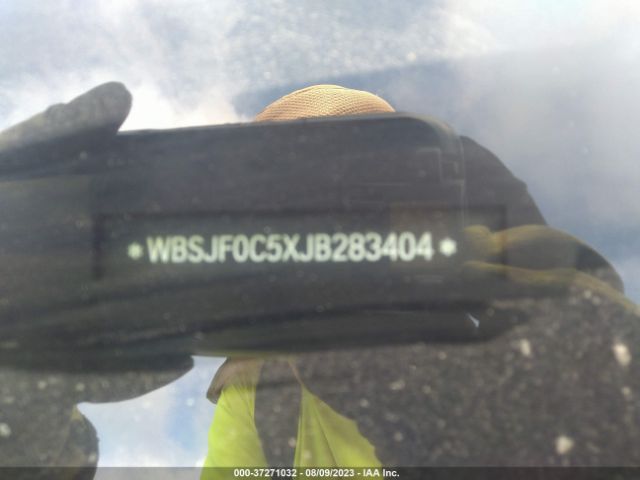 * WBSJF0C5XJB283404 *
000-37271032 - 08/09/2023 - IAA Inc.